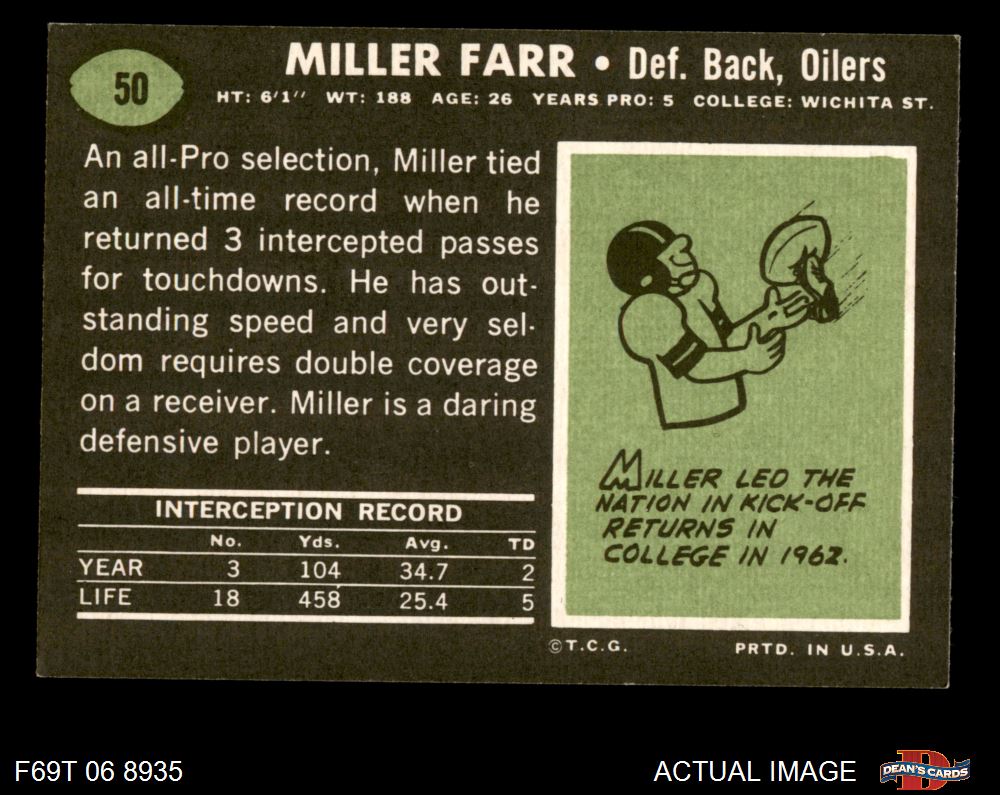 50
MILLER FARR • Def. Back, Oilers
HT: 6'1" WT: 188 AGE: 26 YEARS PRO: 5 COLLEGE: WICHITA ST.
An all-Pro selection, Miller tied
an all-time record when he
returned 3 intercepted passes
for touchdowns. He has out-
standing speed and very sel-
dom requires double coverage
on a receiver. Miller is a daring
defensive player.
INTERCEPTION RECORD
No. Yds. Avg. TD
YEAR 3 104 34.7 2
LIFE 18 458 25.4 5
MILLER LED THE
NATION IN KICK-OFF
RETURNS IN
COLLEGE IN 1962.
©T.C.G. PRTD. IN U.S.A.
F69T 06 8935
ACTUAL IMAGE
D
DEAN'S CARDS